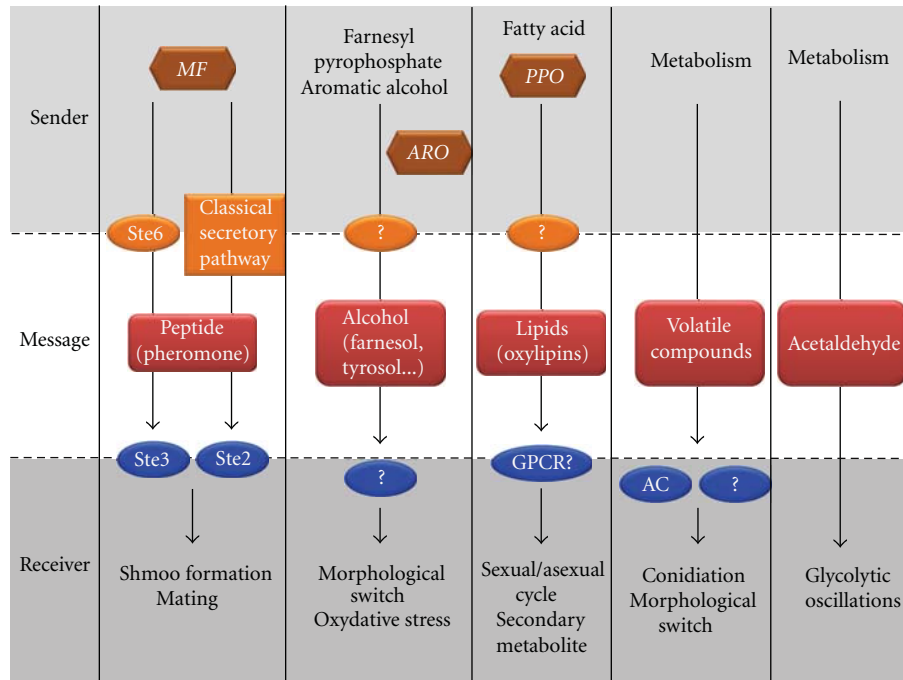 Sender
MF
Ste6
Classical
secretory
pathway
Farnesyl
pyrophosphate
Aromatic alcohol
ARO
?
Fatty acid
PPO
?
Metabolism
Metabolism
Message
Peptide
(pheromone)
Alcohol
(farnesol,
tyrosol...)
Lipids
(oxylipins)
Volatile
compounds
Acetaldehyde
Receiver
Ste3
Ste2
Shmoo formation
Mating
?
Morphological
switch
Oxydative stress
GPCR?
Sexual/asexual
cycle
Secondary
metabolite
AC
?
Conidiation
Morphological
switch
Glycolytic
oscillations